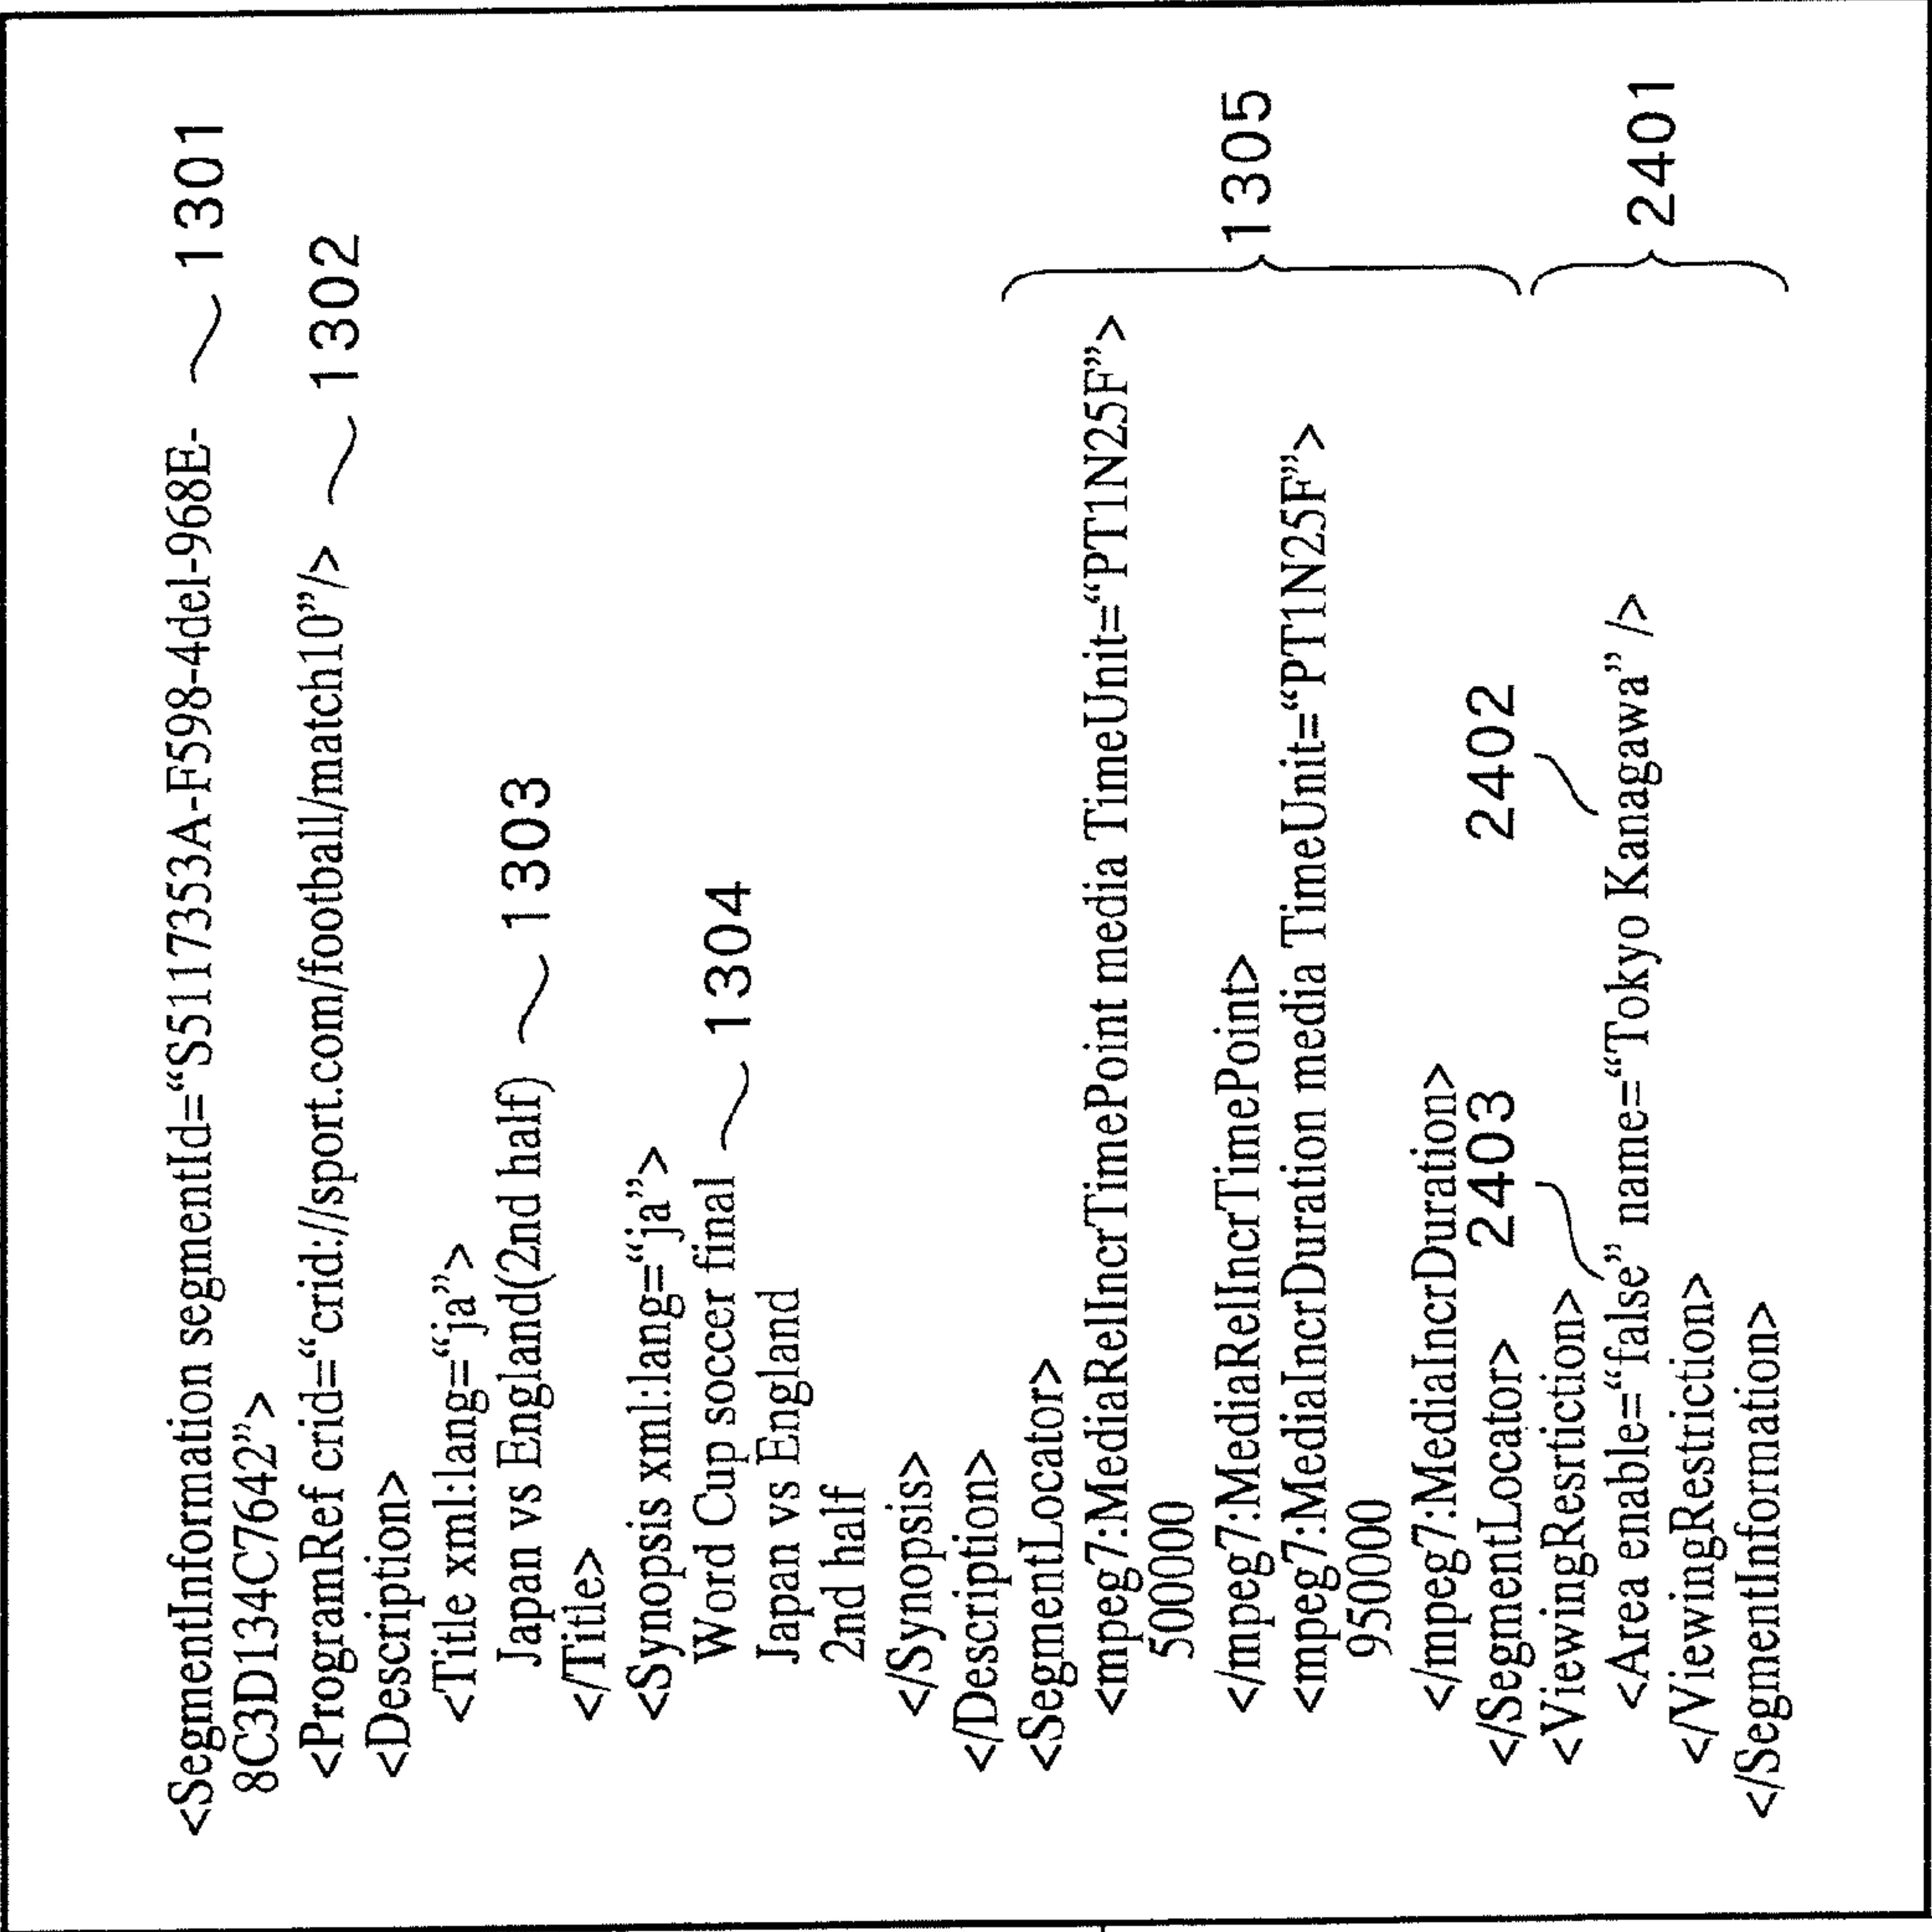 <SegmentInformation segmentId=“S5117353A-F598-4del-968E- ～ 1301
8C3D134C7642”>
<ProgramRef crid=“crid://sport.com/football/match10”/> ～ 1302
<Description>
<Title xml:lang=“ja”>
Japan vs England(2nd half) ～ 1303
</Title>
<Synopsis xml:lang=“ja”>
Word Cup soccer final ～ 1304
Japan vs England
2nd half
</Synopsis>
</Description>
<SegmentLocator>
<mpeg7:MediaRelIncrTimePoint media TimeUnit=“PT1N25F”>
500000
</mpeg7:MediaRelIncrTimePoint>
1305
<mpeg7:MediaIncrDuration media TimeUnit=“PT1N25F”>
950000
</mpeg7:MediaIncrDuration>
</SegmentLocator> 2403 2402
<ViewingResrtiction>
<Area enable=“false” name=“Tokyo Kanagawa” />
2401
</ViewingRestriction>
</SegmentInformation>